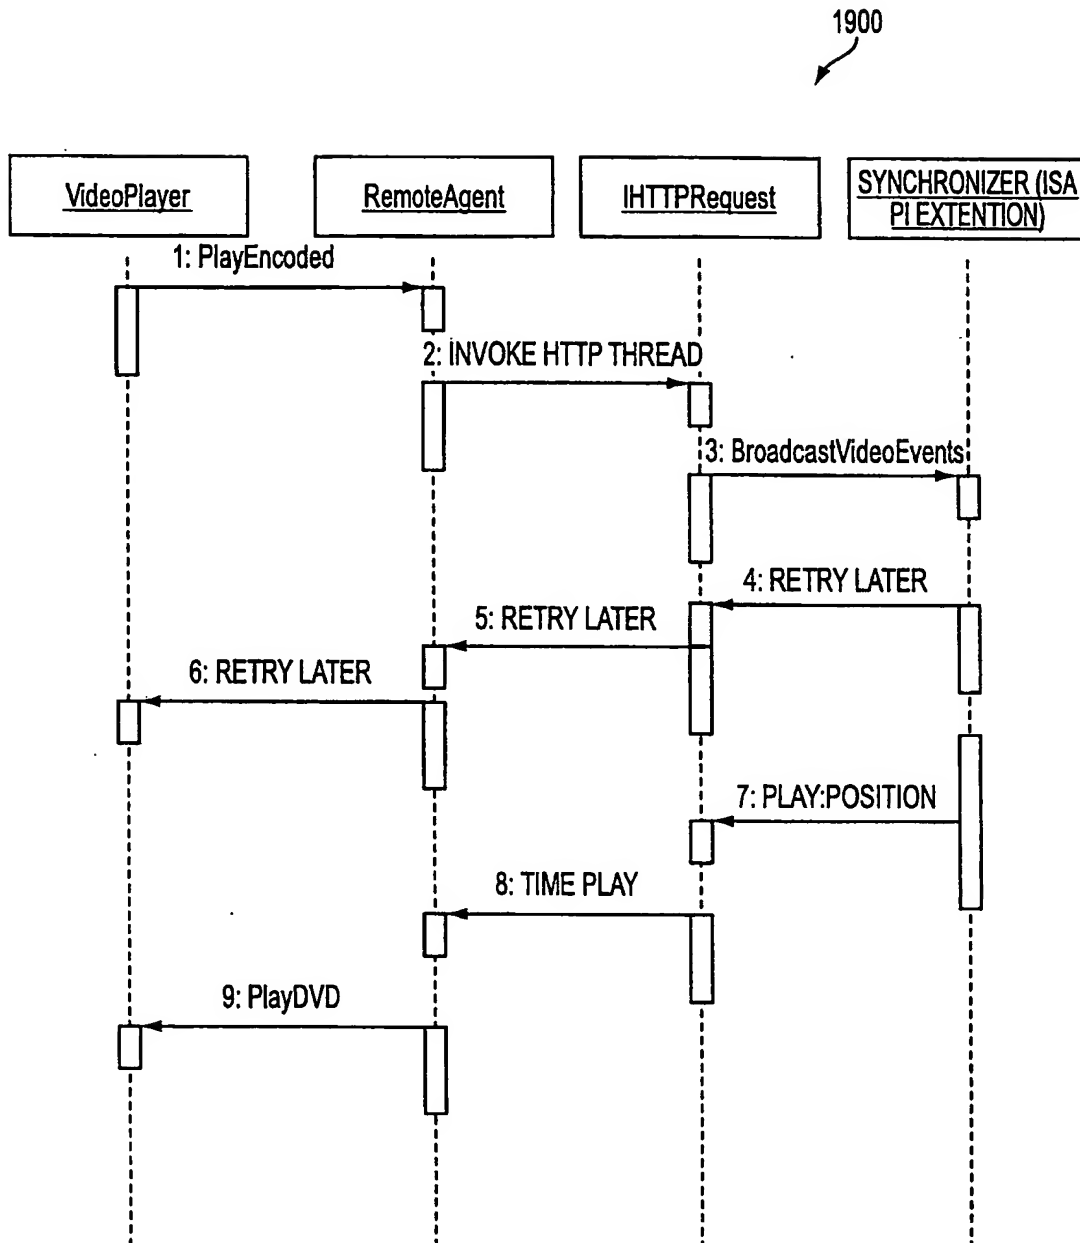 1900
VideoPlayer
RemoteAgent
IHTTPRequest
SYNCHRONIZER (ISA
PI EXTENTION)
1: PlayEncoded
2: INVOKE HTTP THREAD
3: BroadcastVideoEvents
4: RETRY LATER
5: RETRY LATER
6: RETRY LATER
7: PLAY:POSITION
8: TIME PLAY
9: PlayDVD